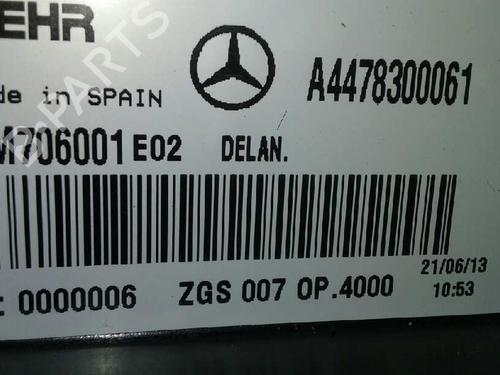 EHR
de in SPAIN
A4478300061
M706001 E02 DELAN.
: 0000006 ZGS 007 OP.4000
21/06/13
10:53